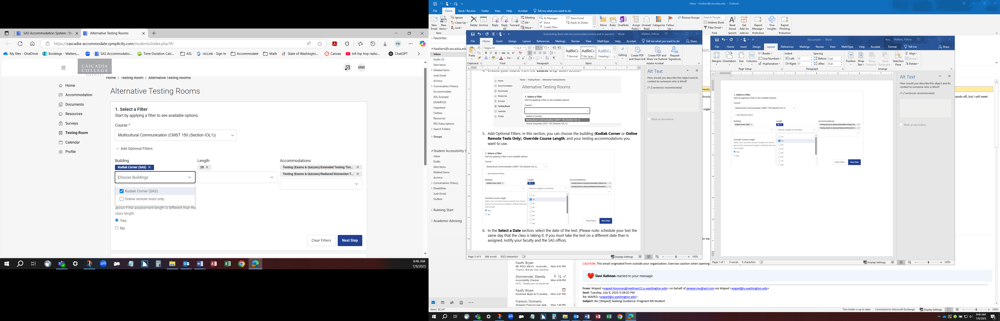 SAS Accommodation System : Stu
Alternative Testing Rooms
https://cascadia-accommodate.symplicity.com/students/index.php?#/
My files - OneDrive
Bookings - Walters,...
SAS Accommodatio...
Time Duration Calc...
ASL
ctcLink - Sign In
Accommodate
Math
State of Washingto...
Canvas
lofi hip hop radio...
ChatGPT
CASCADIA
COLLEGE
BOTHELL
MM
Home / Testing Room / Alternative Testing Rooms
Home
Accommodation
Documents
Resources
Surveys
Testing Room
Calendar
Profile
Alternative Testing Rooms
1. Select a Filter
Start by applying a filter to see available options.
Course *
Multicultural Communication (CMST 150 (Section IOL1))
Add Optional Filters
Building
Length
Accommodations
Kodiak Corner (SAS) ×
20 ×
Testing (Exams & Quizzes)/Extended Testing Tim... ×
Testing (Exams & Quizzes)/Reduced Distraction T... ×
Choose Buildings
Kodiak Corner (SAS)
Online remote tests only
above if the assessment length is different than the
class length.
Yes
No
Clear Filters
Next Step
8:46 AM
7/9/2025
Inbox - fwalters@cascadia.edu - Outlook
File Home Send / Receive Folder View Help Acrobat Tell me what you want to do
New Email
New Items
Ignore
Clean Up
Junk
Delete
Archive
Reply
Reply All
Forward
Meeting
IM
More
To Manager
Done
Create New
Team Email
Reply & Delete
Move
Rules
OneNote
Assign Policy
Unread/ Read
Categorize
Follow Up
Browse Groups
Search People
Address Book
Filter Email
Read Aloud
Get Add-ins
Report Message
Viva Insights
Report Phishing
New
Find
Speech
Add-ins
Protection
Protection
Favorites
fwalters@cascadia.edu
Inbox
Drafts [5]
Sent Items
Deleted Items
Junk Email
Archive
Conversation History
Accommodate
ASL Example
EXAMPLES
Important
Outbox
Resources
RSS Subscriptions
Search Folders
Groups
Student Accessibility S
Inbox
Drafts
Sent Items
Deleted Items
Archive
Conversation History
Disabilities
Junk Email
Outbox
Running Start
Academic Advising
Items: 30,347
Scheduling Tests with Accommodate (online and in-person) - Word
Walters, Felicia
File Home Insert Design Layout References Mailings Review View MathType Help Acrobat Tell me what you want to do Share
Paste
Segoe UI 12.5
AaBbCc AaBbCc AaBbCc
¶ Normal ¶ No Spac... Heading 1
Editing
Create PDF and Share link
Create PDF and Share via Outlook
Request Signatures
Clipboard Font Paragraph Styles Adobe Acrobat
4. Choose your course from the Course drop-down section
Home / Testing Room / Alternative Testing Rooms
Home
Accommodation
Documents
Resources
Surveys
Testing Room
Calendar
Profile
Alternative Testing Rooms
1. Select a Filter
Start by applying a filter to see available options.
Course *
Select a Course
Multicultural Communication (CMST 150 (Section IOL1))
Social Inequality (SOC 150 (Section IOL1))
5. Add Optional Filters. In this section, you can choose the building (Kodiak Corner or Online
Remote Tests Only), Override Course Length, and your testing accommodations you
want to use.
1. Select a Filter
Start by applying a filter to see available options.
Course *
Multicultural Communication (CMST 150 (Section IOL1))
Add Optional Filters
Building Length Accommodations
Kodiak Corner (SAS) ×
20 ×
Testing (Exams & Quizzes)/Extended Testing Tim... ×
Testing (Exams & Quizzes)/Reduced Distraction T... ×
Choose Length (in minutes)
10
20
30
40
50
60
70
80
Override Course Length
Select "yes" and then choose a length from the list
above if the assessment length is different than the
class length.
Yes
No
Clear Filters
Next Step
6. In the Select a Date section, select the date of the test. (Please note: schedule your test the
same day that the class is taking it. If you must take the test on a different date than is
assigned, notify your faculty and the SAS office).
Page 3 of 9 886 words 5023 characters
Display Settings
100%
Alt Text
How would you describe this object and its
context to someone who is blind?
(1-2 sentences recommended)
Mark as decorative
Document1 - Word
Pict...
Walters, Felicia
File Home Insert Design Layout References Mailings Review View Acrobat Format Tell me Share
Margins Orientation Size Columns
Breaks
Line Numbers
Hyphenation
Indent
Left: 0"
Right: 0"
Spacing
Before: 0 pt
After: 8 pt
Position
Wrap Text
Bring Forward
Send Backward
Selection Pane
Align
Group
Rotate
Page Setup Paragraph Arrange
1. Select a Filter
Start by applying a filter to see available options.
Course *
Multicultural Communication (CMST 150 (Section IOL1))
Add Optional Filters
Building Length Accommodations
Kodiak Corner (SAS) ×
20 ×
Testing (Exams & Quizzes)/Extended Testing Tim... ×
Testing (Exams & Quizzes)/Reduced Distraction T... ×
Choose Length (in minutes)
10
20
30
40
50
60
70
80
Override Course Length
Select "yes" and then choose a length from the list
above if the assessment length is different than the
class length.
Yes
No
Clear Filters
Next Step
Page 1 of 1 0 words 0 characters
Display Settings
100%
Alt Text
How would you describe this object and its
context to someone who is blind?
(1-2 sentences recommended)
Mark as decorative
hands-off, but I will meet
Fauth, Bryan
RE: POLS 306-01 - Accessibl... Mon 4:52 PM
Thanks, Brandy! Erik reached
Stomieroski, Shandy
Accessibility Checker Mon 4:08 PM
Hi Fi, Thank you so much for
Fauth, Bryan
Declined: Bryan & Fi weekly... Mon 2:47 PM
Franson, Domanic
Domanic Franson was add... Mon 1:49 PM
CAUTION: This email originated from outside your organization. Exercise caution when opening
Davi Kallman reacted to your message:
From: Waped <waped-bounces@mailman22.u.washington.edu> on behalf of janejarrow@aol.com via Waped <waped@u.washington.edu>
Sent: Tuesday, July 8, 2025 5:38:02 PM
To: WAPED <waped@u.washington.edu>
Subject: Re: [Waped] Seeking Guidance: Pregnant RN Student
This folder is up to date. Connected to: Microsoft Exchange Display Settings 100%
8:46 AM
7/9/2025